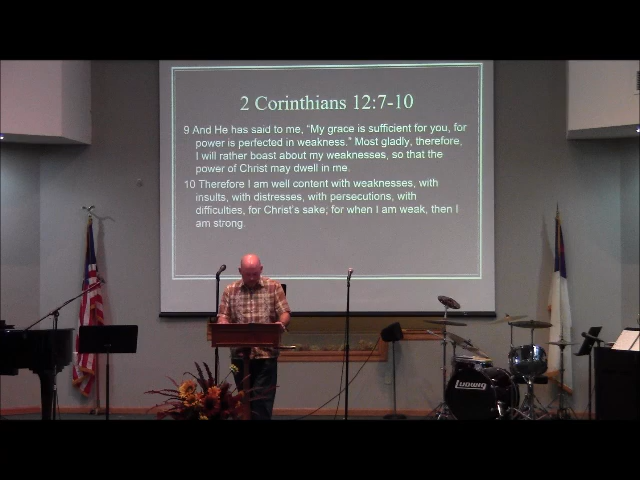 2 Corinthians 12:7-10
9 And He has said to me, “My grace is sufficient for you, for
power is perfected in weakness.” Most gladly, therefore,
I will rather boast about my weaknesses, so that the
power of Christ may dwell in me.
10 Therefore I am well content with weaknesses, with
insults, with distresses, with persecutions, with
difficulties, for Christ’s sake; for when I am weak, then I
am strong.
LUDWIG